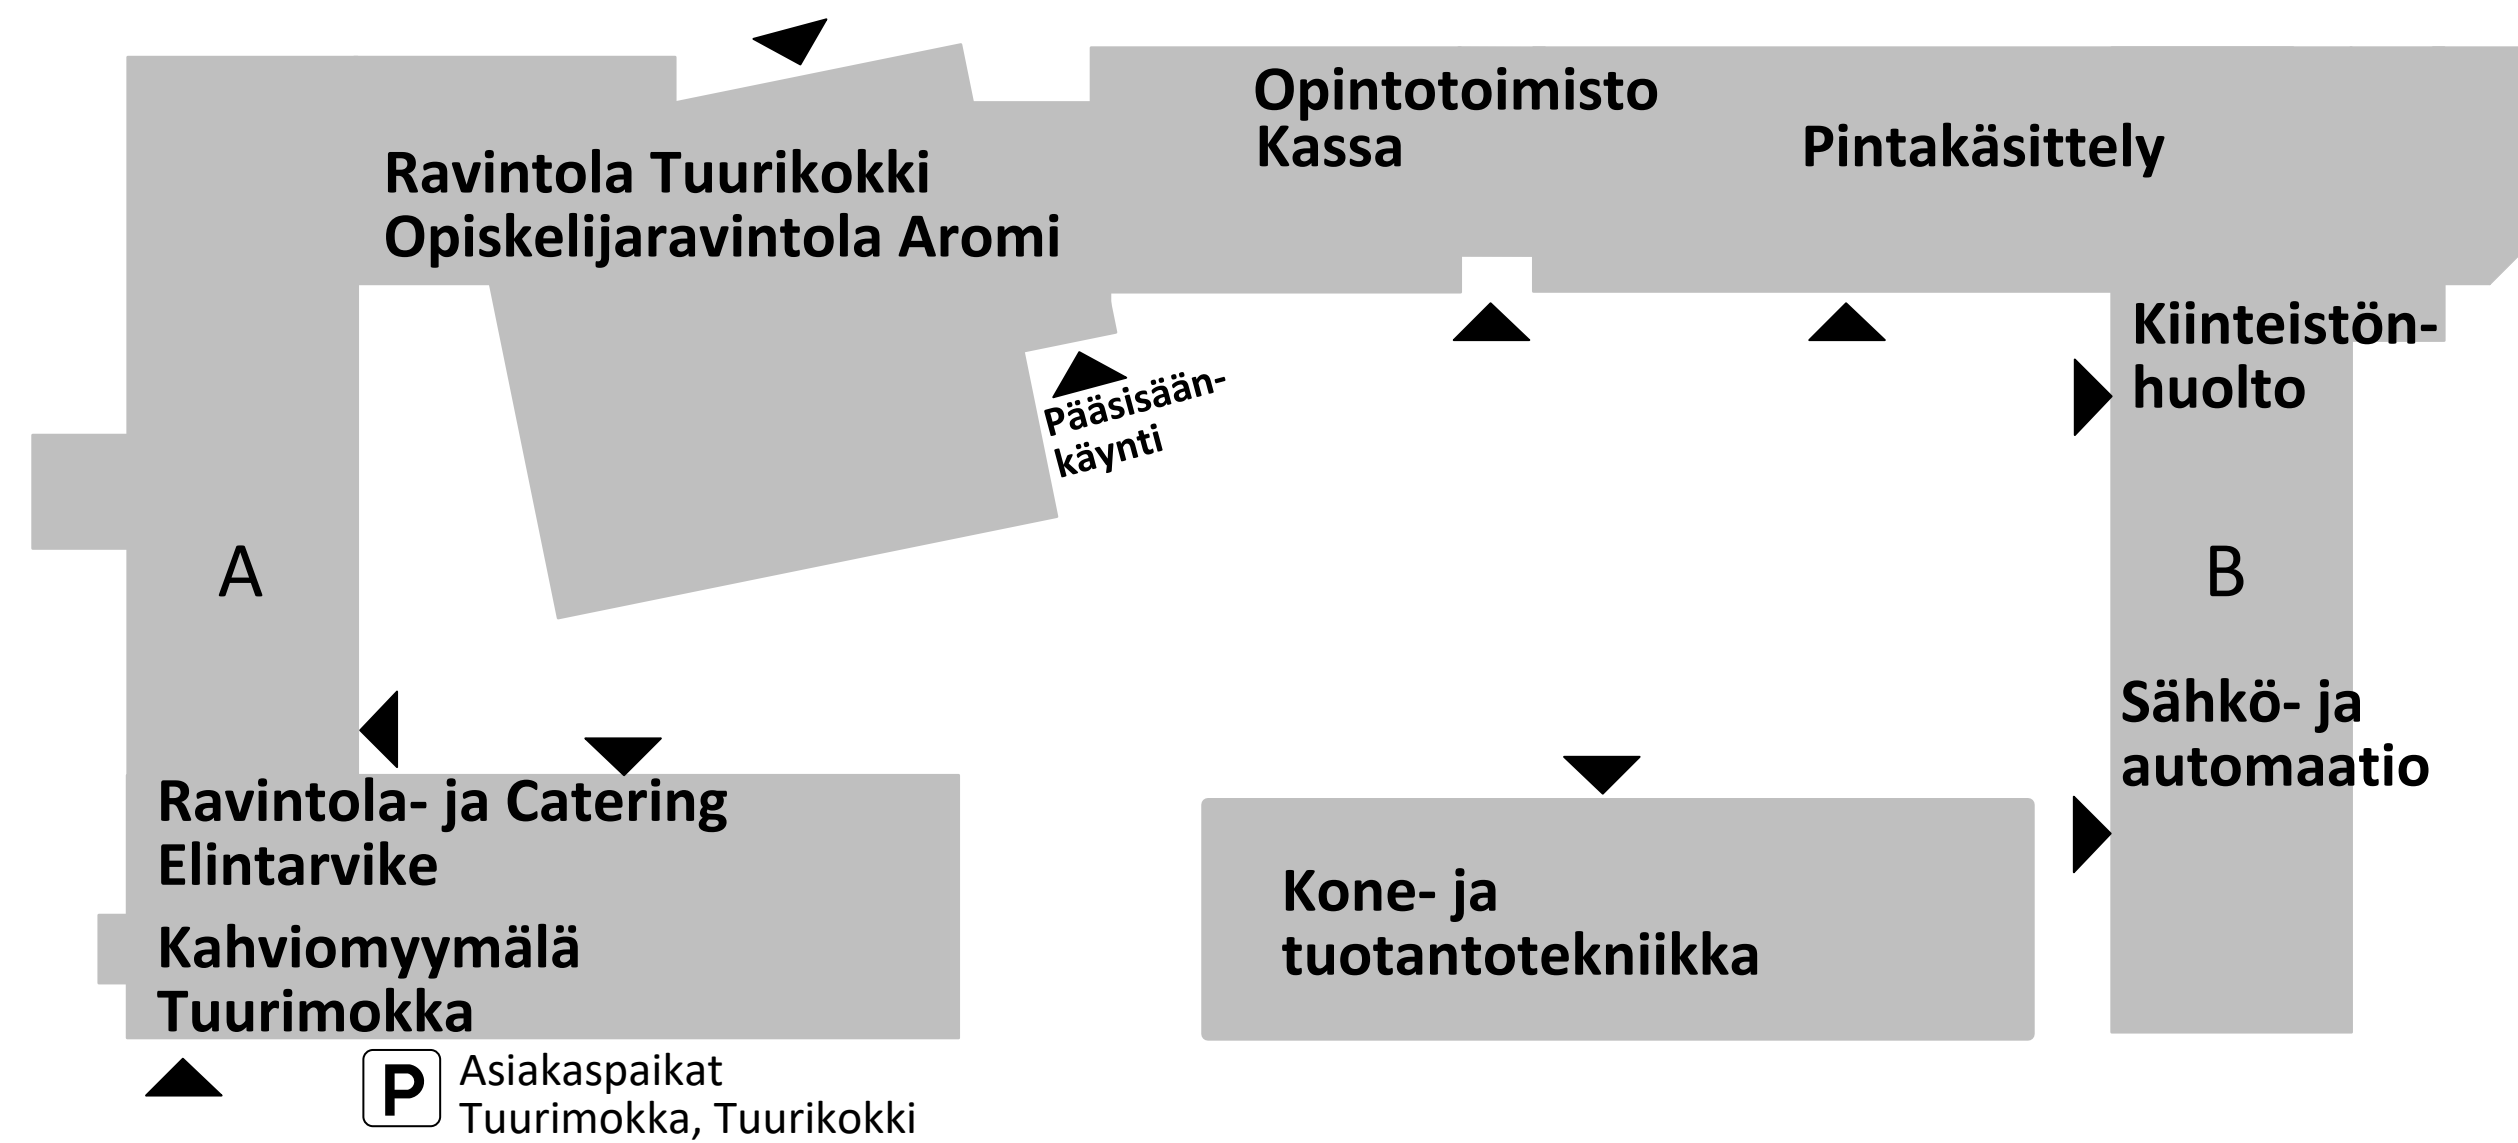 Ravintola Tuurikokki
Opiskelijaravintola Aromi
Opintotoimisto
Kassa
Pintakäsittely
Kiinteistön-
huolto
Pääsisään-
käynti
A
B
Sähkö- ja
automaatio
Ravintola- ja Catering
Elintarvike
Kahviomyymälä
Tuurimokka
Kone- ja
tuotantotekniikka
P
Asiakaspaikat
Tuurimokka, Tuurikokki